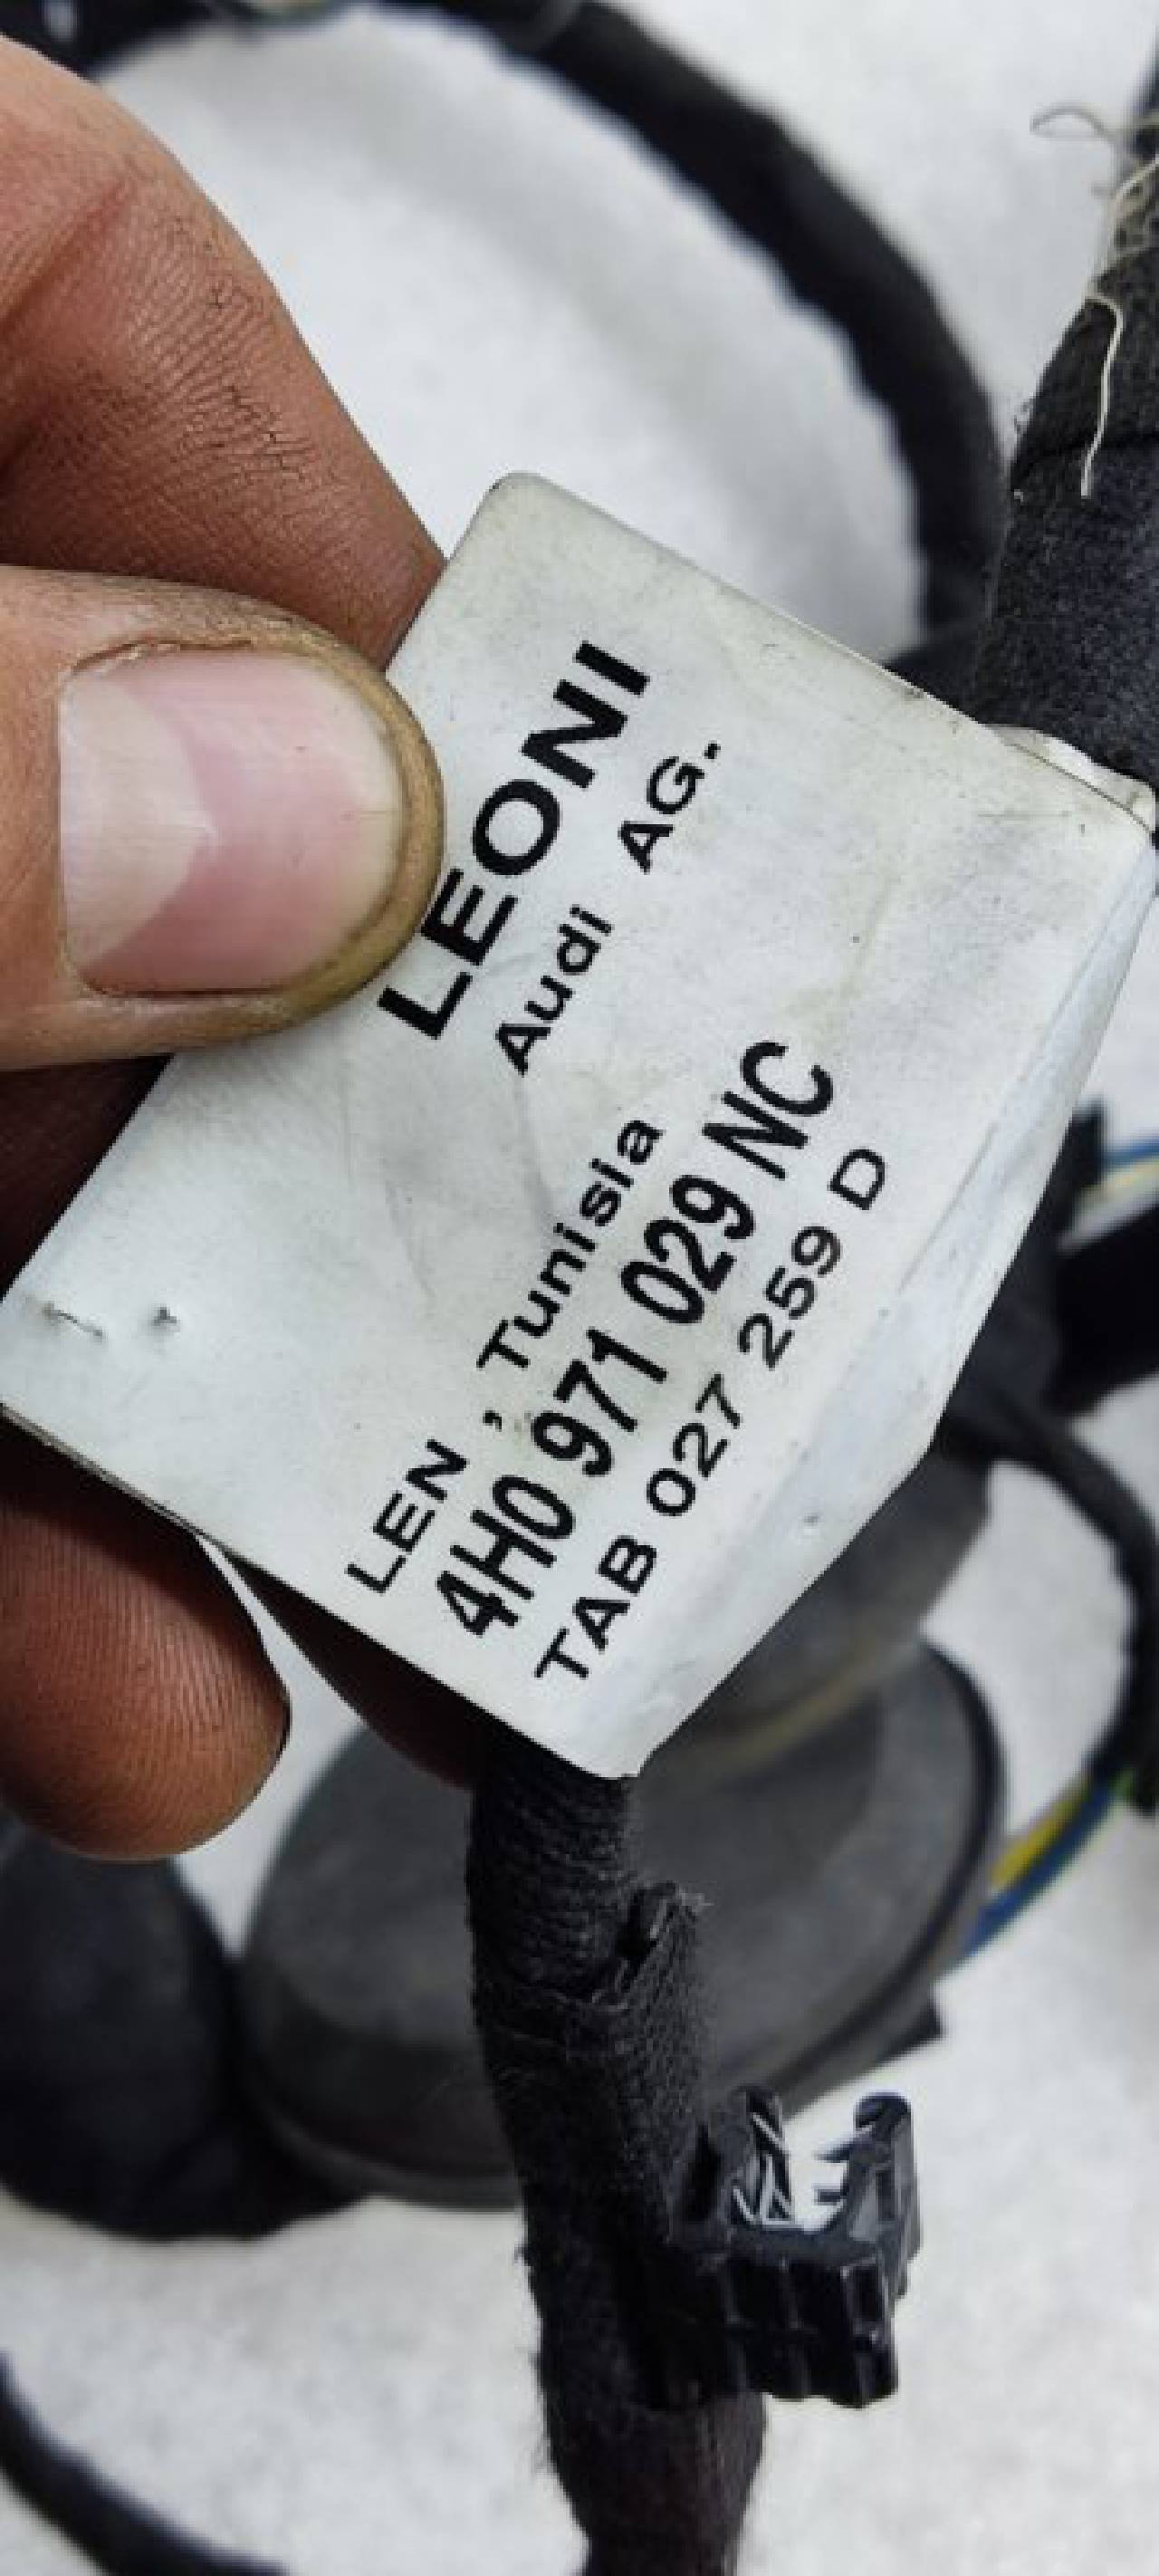 LEONI
Audi AG.
LEN , Tunisia
4H0 971 029 NC
TAB 027 259 D